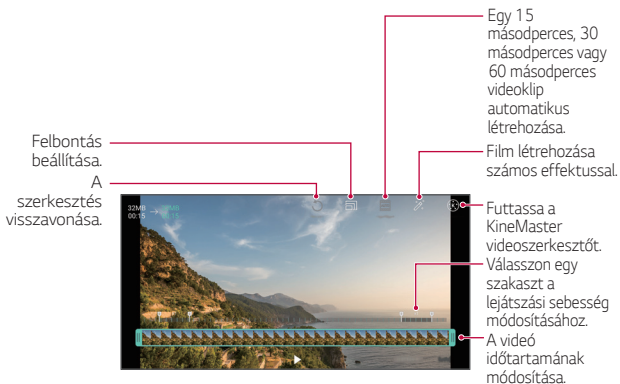 Egy 15
másodperces, 30
másodperces vagy
60 másodperces
videoklip
automatikus
létrehozása.
Felbontás
beállítása.
A
szerkesztés
visszavonása.
Film létrehozása
számos effektussal.
32MB
00:15
Futtassa a
KineMaster
videoszerkesztőt.
Válasszon egy
szakaszt a
lejátszási sebesség
módosításához.
A videó
időtartamának
módosítása.